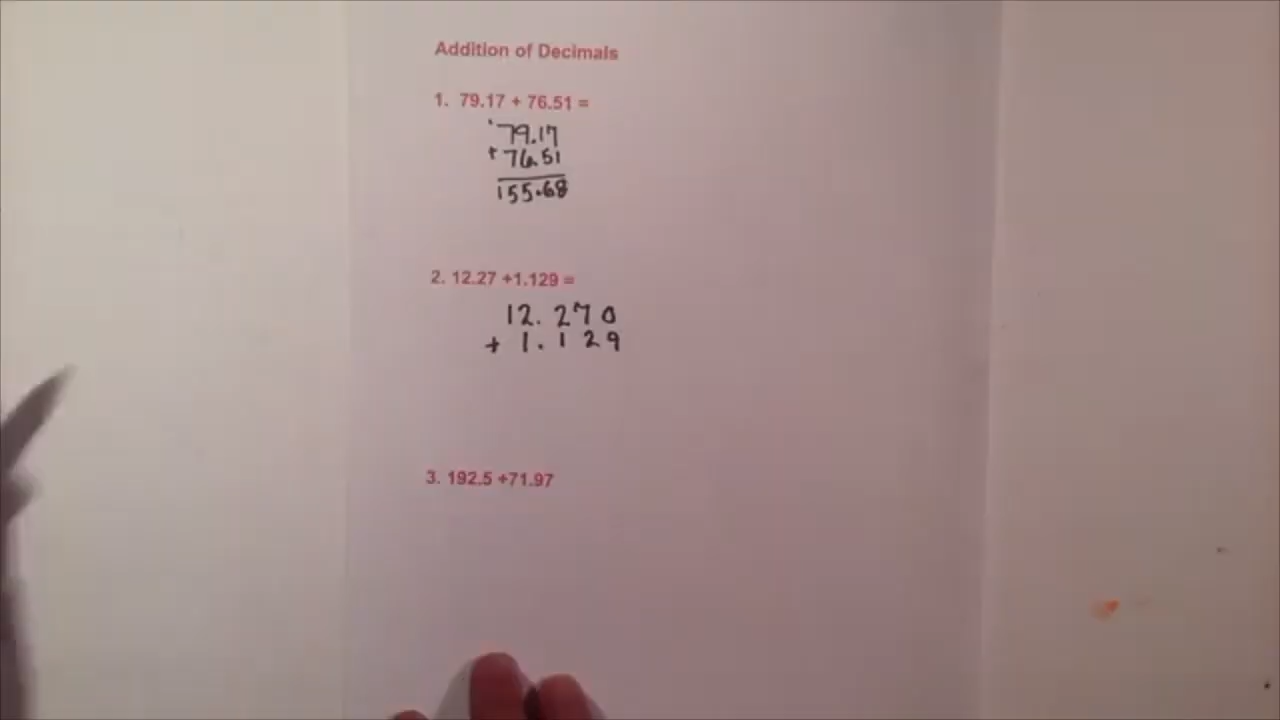 Addition of Decimals
1. 79.17 + 76.51 =
79.17
+ 76.51
155.68
2. 12.27 +1.129 =
12.270
+ 1.129
3. 192.5 +71.97